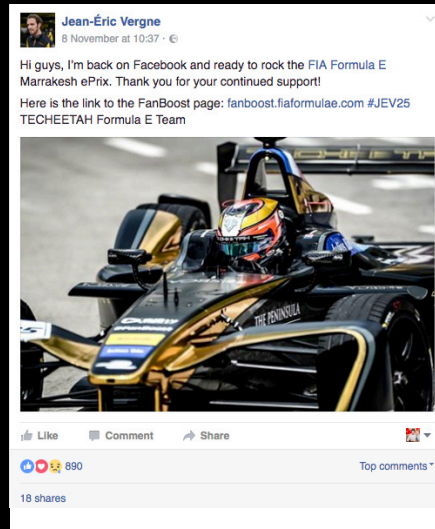 Jean-Éric Vergne
8 November at 10:37 ·
Hi guys, I'm back on Facebook and ready to rock the FIA Formula E
Marrakesh ePrix. Thank you for your continued support!
Here is the link to the FanBoost page: fanboost.fiaformulae.com #JEV25
TECHEETAH Formula E Team
TECHEETAH
THE PENINSULA
Like Comment Share
890 Top comments
18 shares